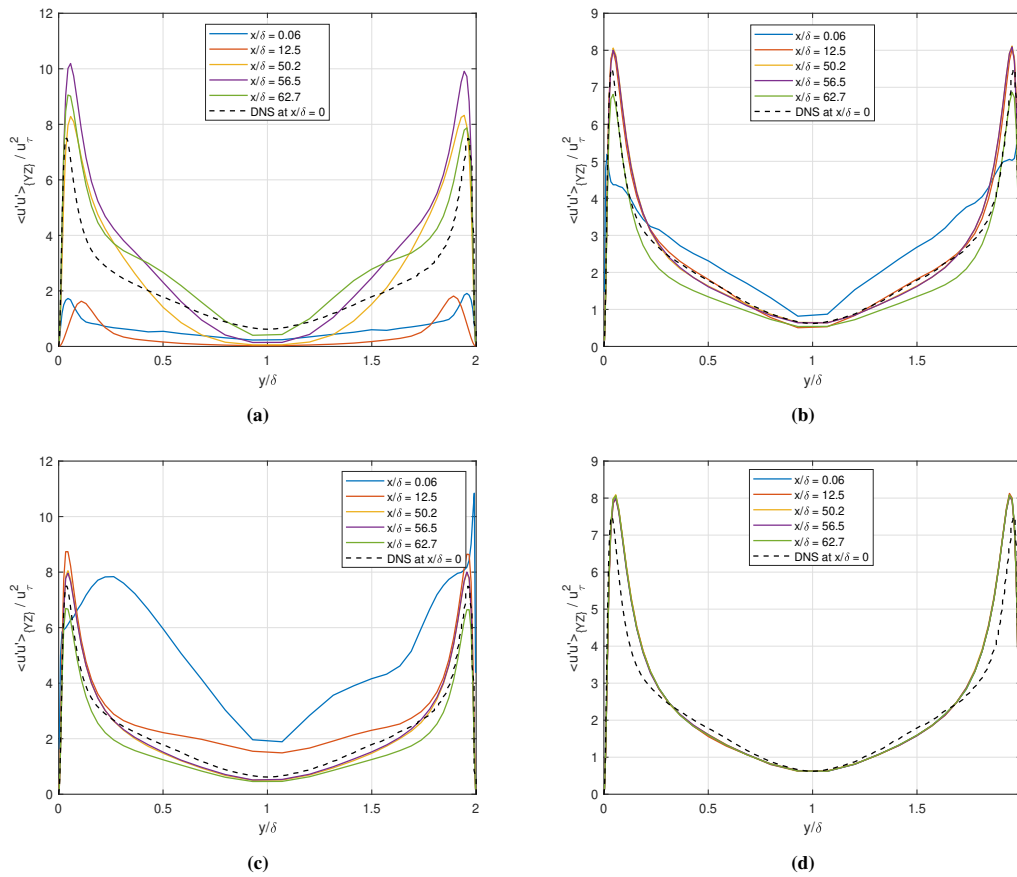 12
10
8
6
4
2
0
<u'u'>{YZ} / u²τ
x/δ = 0.06
x/δ = 12.5
x/δ = 50.2
x/δ = 56.5
x/δ = 62.7
DNS at x/δ = 0
0 0.5 1 1.5 2
y/δ
(a)
9
8
7
6
5
4
3
2
1
0
<u'u'>{YZ} / u²τ
x/δ = 0.06
x/δ = 12.5
x/δ = 50.2
x/δ = 56.5
x/δ = 62.7
DNS at x/δ = 0
0 0.5 1 1.5
y/δ
(b)
12
10
8
6
4
2
0
<u'u'>{YZ} / u²τ
x/δ = 0.06
x/δ = 12.5
x/δ = 50.2
x/δ = 56.5
x/δ = 62.7
DNS at x/δ = 0
0 0.5 1 1.5 2
y/δ
(c)
9
8
7
6
5
4
3
2
1
0
<u'u'>{YZ} / u²τ
x/δ = 0.06
x/δ = 12.5
x/δ = 50.2
x/δ = 56.5
x/δ = 62.7
DNS at x/δ = 0
0 0.5 1 1.5
y/δ
(d)